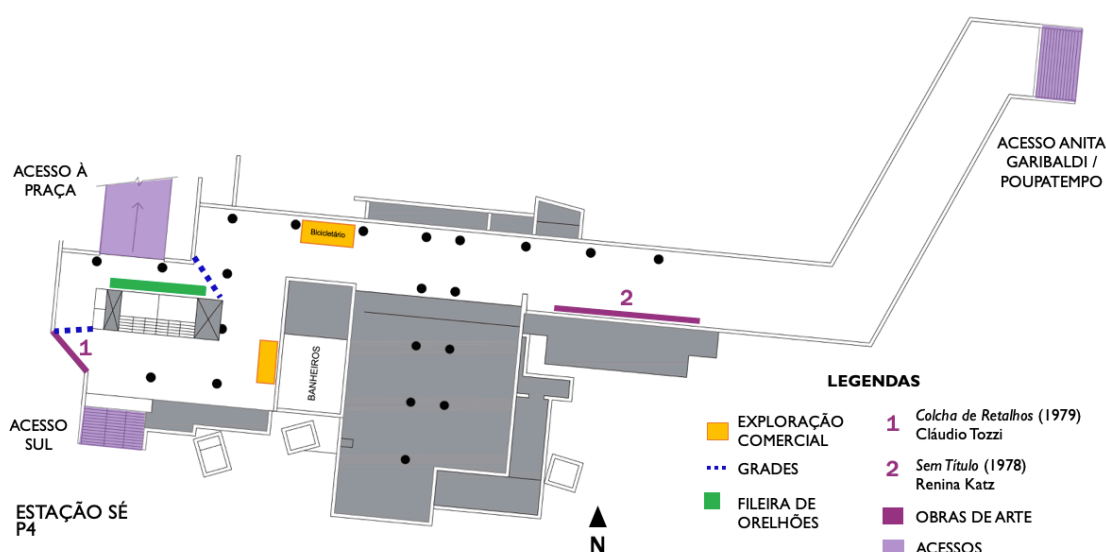 ACESSO À
PRAÇA
Bicicletário
ACESSO ANITA
GARIBALDI /
POUPATEMPO
2
1
BANHEIROS
ACESSO
SUL
ESTAÇÃO SÉ
P4
N
LEGENDAS
EXPLORAÇÃO
COMERCIAL
GRADES
FILEIRA DE
ORELHÕES
1 Colcha de Retalhos (1979)
Cláudio Tozzi
2 Sem Título (1978)
Renina Katz
OBRAS DE ARTE
ACESSOS